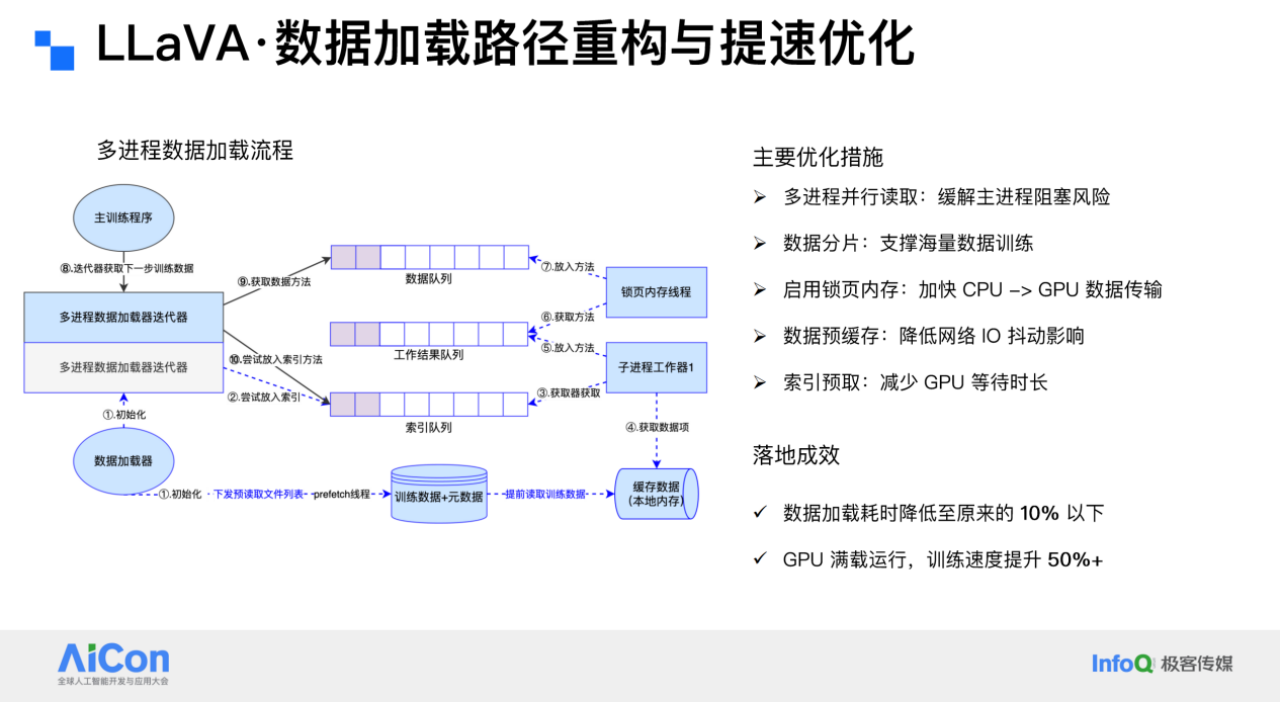 LLaVA·数据加载路径重构与提速优化
多进程数据加载流程
主训练程序
⑧.迭代器获取下一步训练数据
多进程数据加载器迭代器
多进程数据加载器迭代器
①.初始化
数据加载器
⑨.获取数据方法
⑩.尝试放入索引方法
②.尝试放入索引
数据队列
工作结果队列
索引队列
⑦.放入方法
锁页内存线程
⑥.获取方法
⑤.放入方法
子进程工作器1
③.获取器获取
④.获取数据项
①.初始化 · 下发预读取文件列表 prefetch线程
训练数据+元数据
提前读取训练数据
缓存数据
(本地内存)
主要优化措施
➢ 多进程并行读取：缓解主进程阻塞风险
➢ 数据分片：支撑海量数据训练
➢ 启用锁页内存：加快 CPU –> GPU 数据传输
➢ 数据预缓存：降低网络 IO 抖动影响
➢ 索引预取：减少 GPU 等待时长
落地成效
✓ 数据加载耗时降低至原来的 10% 以下
✓ GPU 满载运行，训练速度提升 50%+
AiCon
全球人工智能开发与应用大会
InfoQ 极客传媒